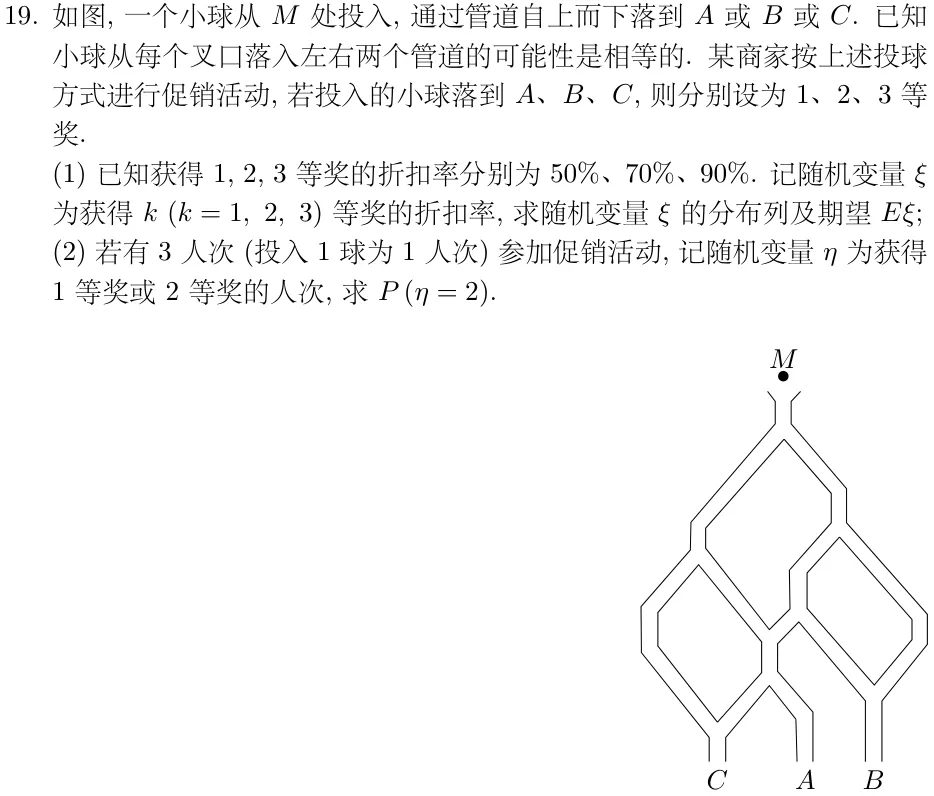 19. 如图, 一个小球从 M 处投入, 通过管道自上而下落到 A 或 B 或 C. 已知
小球从每个叉口落入左右两个管道的可能性是相等的. 某商家按上述投球
方式进行促销活动, 若投入的小球落到 A、B、C, 则分别设为 1、2、3 等
奖.
(1) 已知获得 1, 2, 3 等奖的折扣率分别为 50%、70%、90%. 记随机变量 ξ
为获得 k (k = 1, 2, 3) 等奖的折扣率, 求随机变量 ξ 的分布列及期望 Eξ;
(2) 若有 3 人次 (投入 1 球为 1 人次) 参加促销活动, 记随机变量 η 为获得
1 等奖或 2 等奖的人次, 求 P (η = 2).
M
C A B